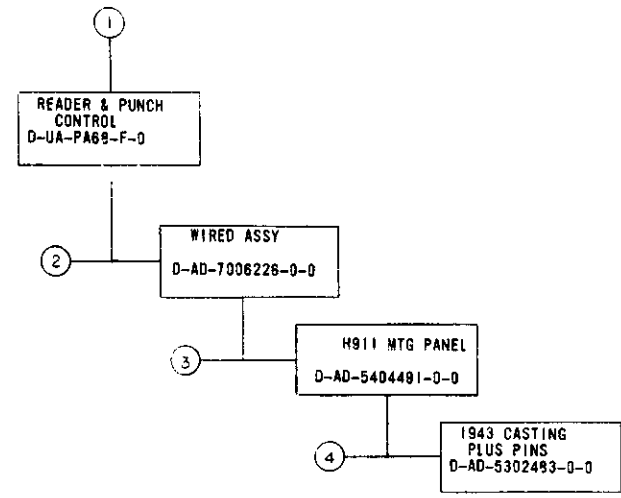 1
READER & PUNCH
CONTROL
D-UA-PA68-F-0
2
WIRED ASSY
D-AD-7006226-0-0
3
H911 MTG PANEL
D-AD-5404491-0-0
4
1943 CASTING
PLUS PINS
D-AD-5302483-0-0